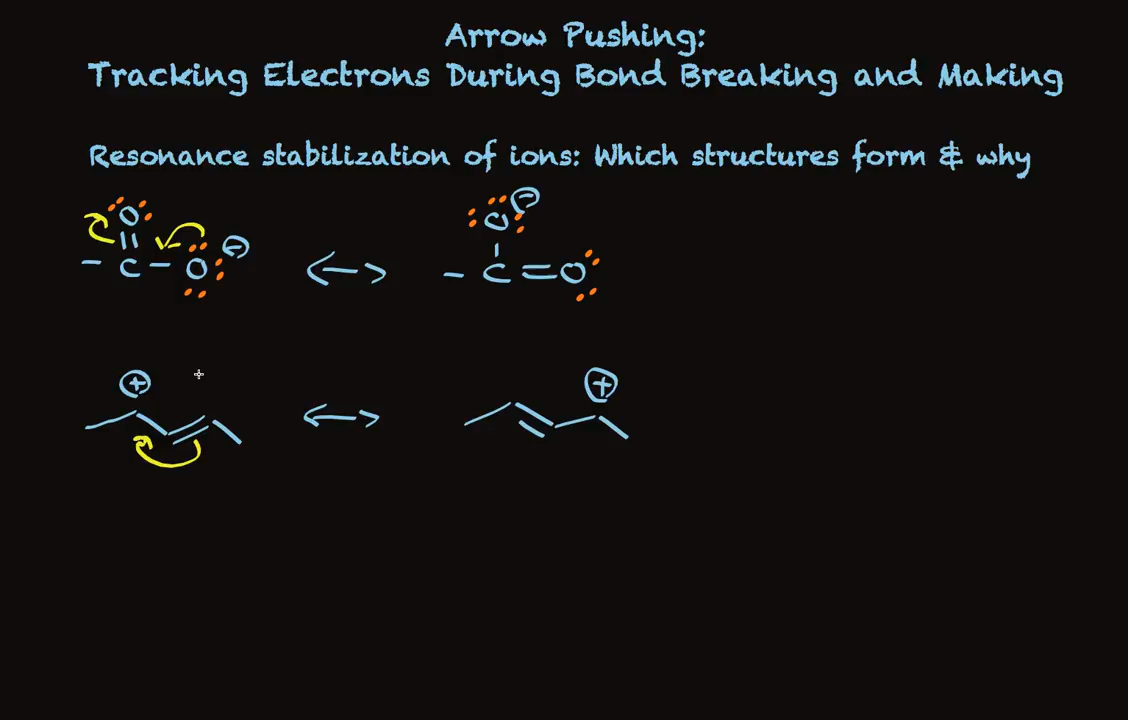 Arrow Pushing:
Tracking Electrons During Bond Breaking and Making
Resonance stabilization of ions: Which structures form & why
O O ⊖
⊖
- C - O - C = O
⊕ ⊕